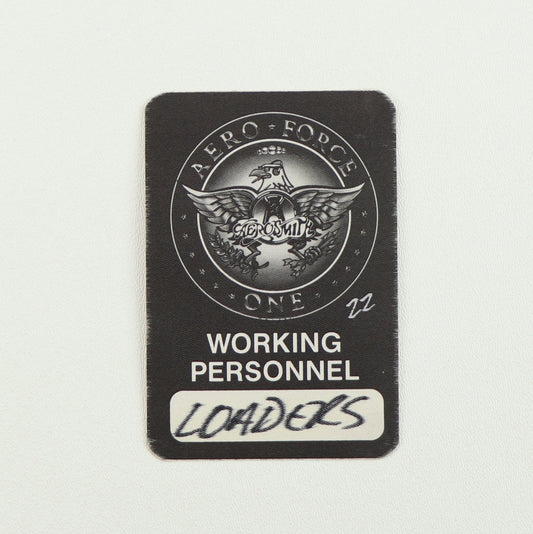 AERO ★ FORCE
AEROSMITH
★ ONE ★
22
WORKING
PERSONNEL
LOADERS